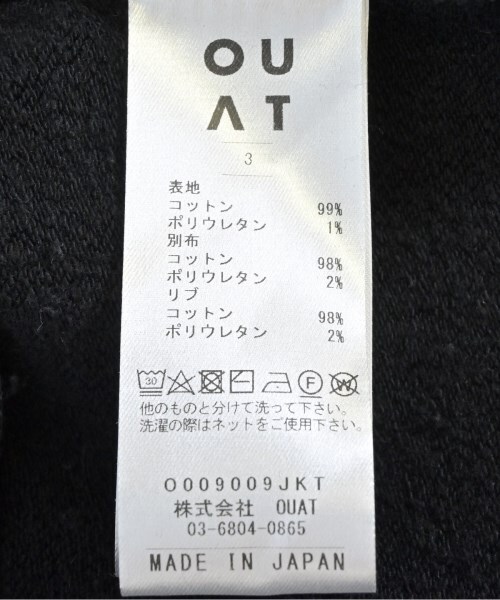 OU
AT
3
表地
コットン 99%
ポリウレタン 1%
別布
コットン 98%
ポリウレタン 2%
リブ
コットン 98%
ポリウレタン 2%
30 F W
他のものと分けて洗って下さい。
洗濯の際はネットをご使用下さい。
O009009JKT
株式会社 OUAT
03-6804-0865
MADE IN JAPAN